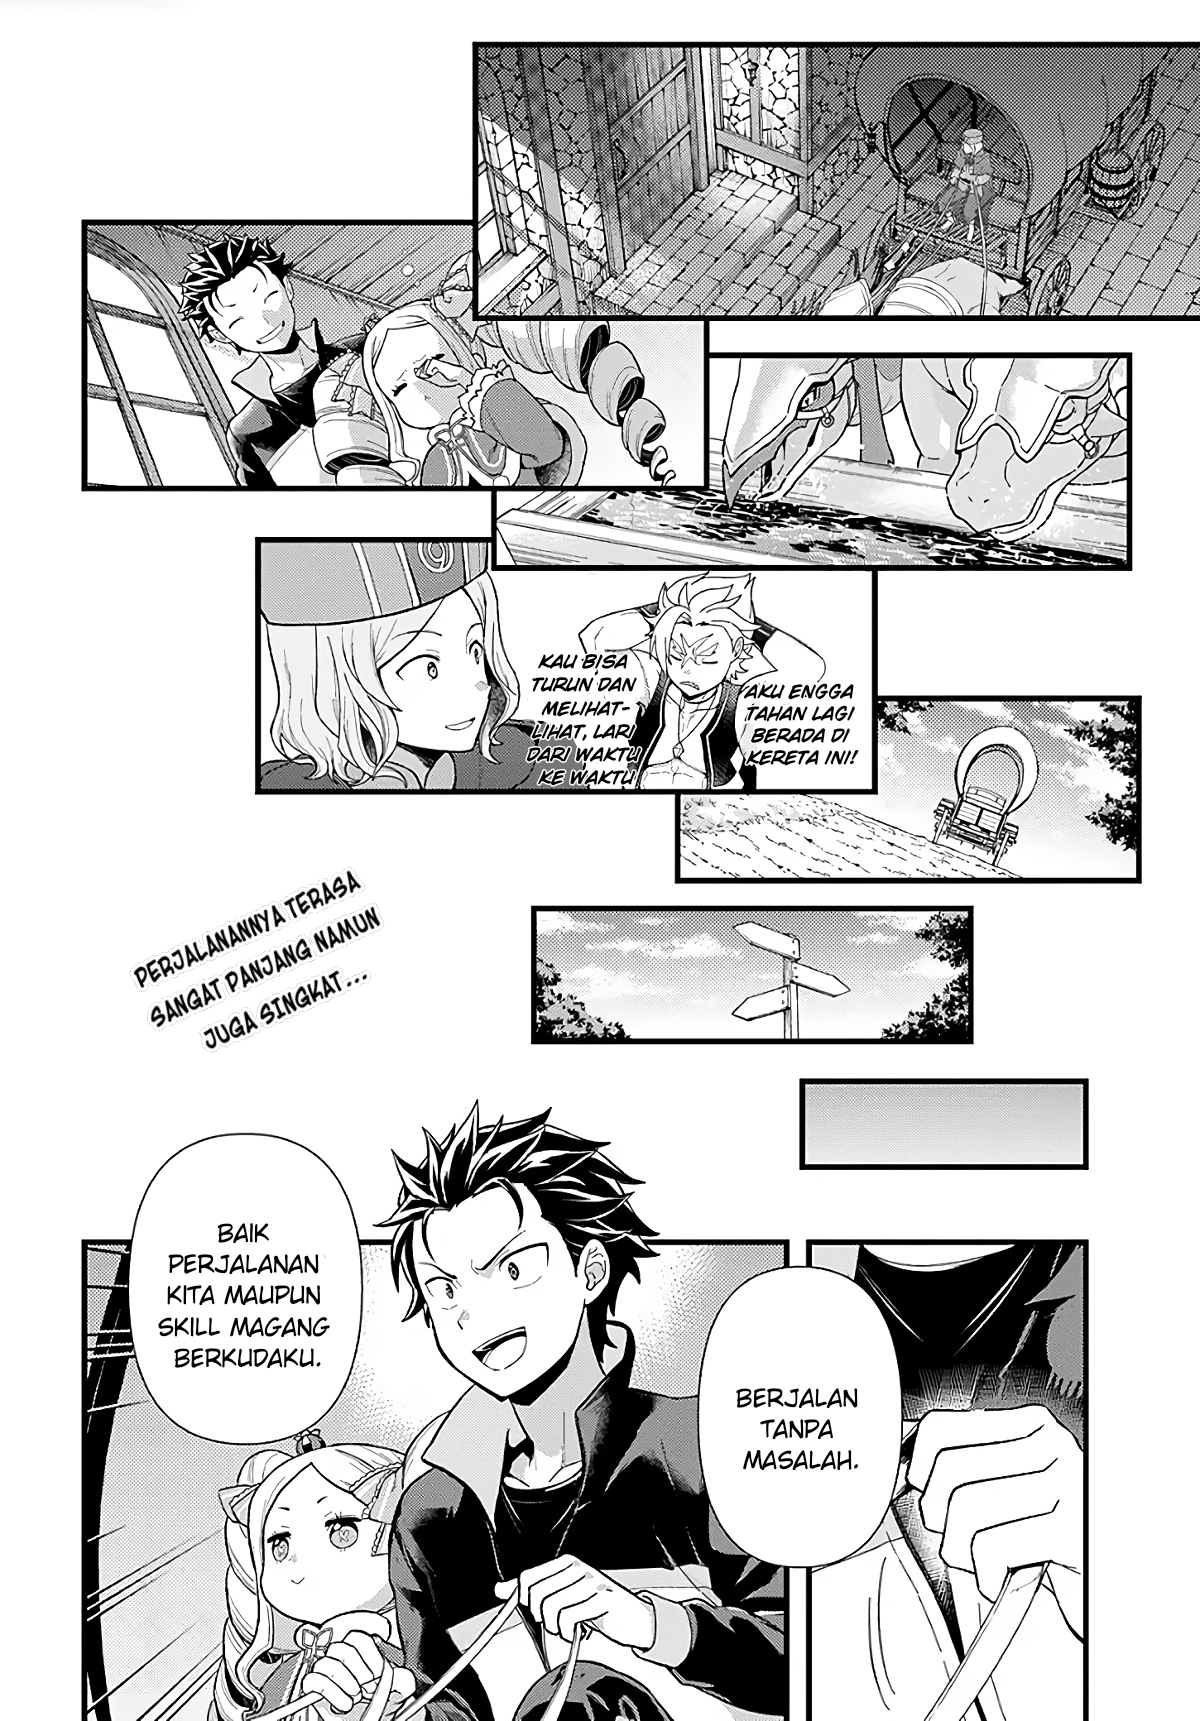 AKU ENGGA
TAHAN LAGI
BERADA DI
KERETA INI!
KAU BISA
TURUN DAN
MELIHAT-
LIHAT, LARI
DARI WAKTU
KE WAKTU
PERJALANANNYA TERASA
SANGAT PANJANG NAMUN
JUGA SINGKAT...
BERJALAN
TANPA
MASALAH.
BAIK
PERJALANAN
KITA MAUPUN
SKILL MAGANG
BERKUDAKU.